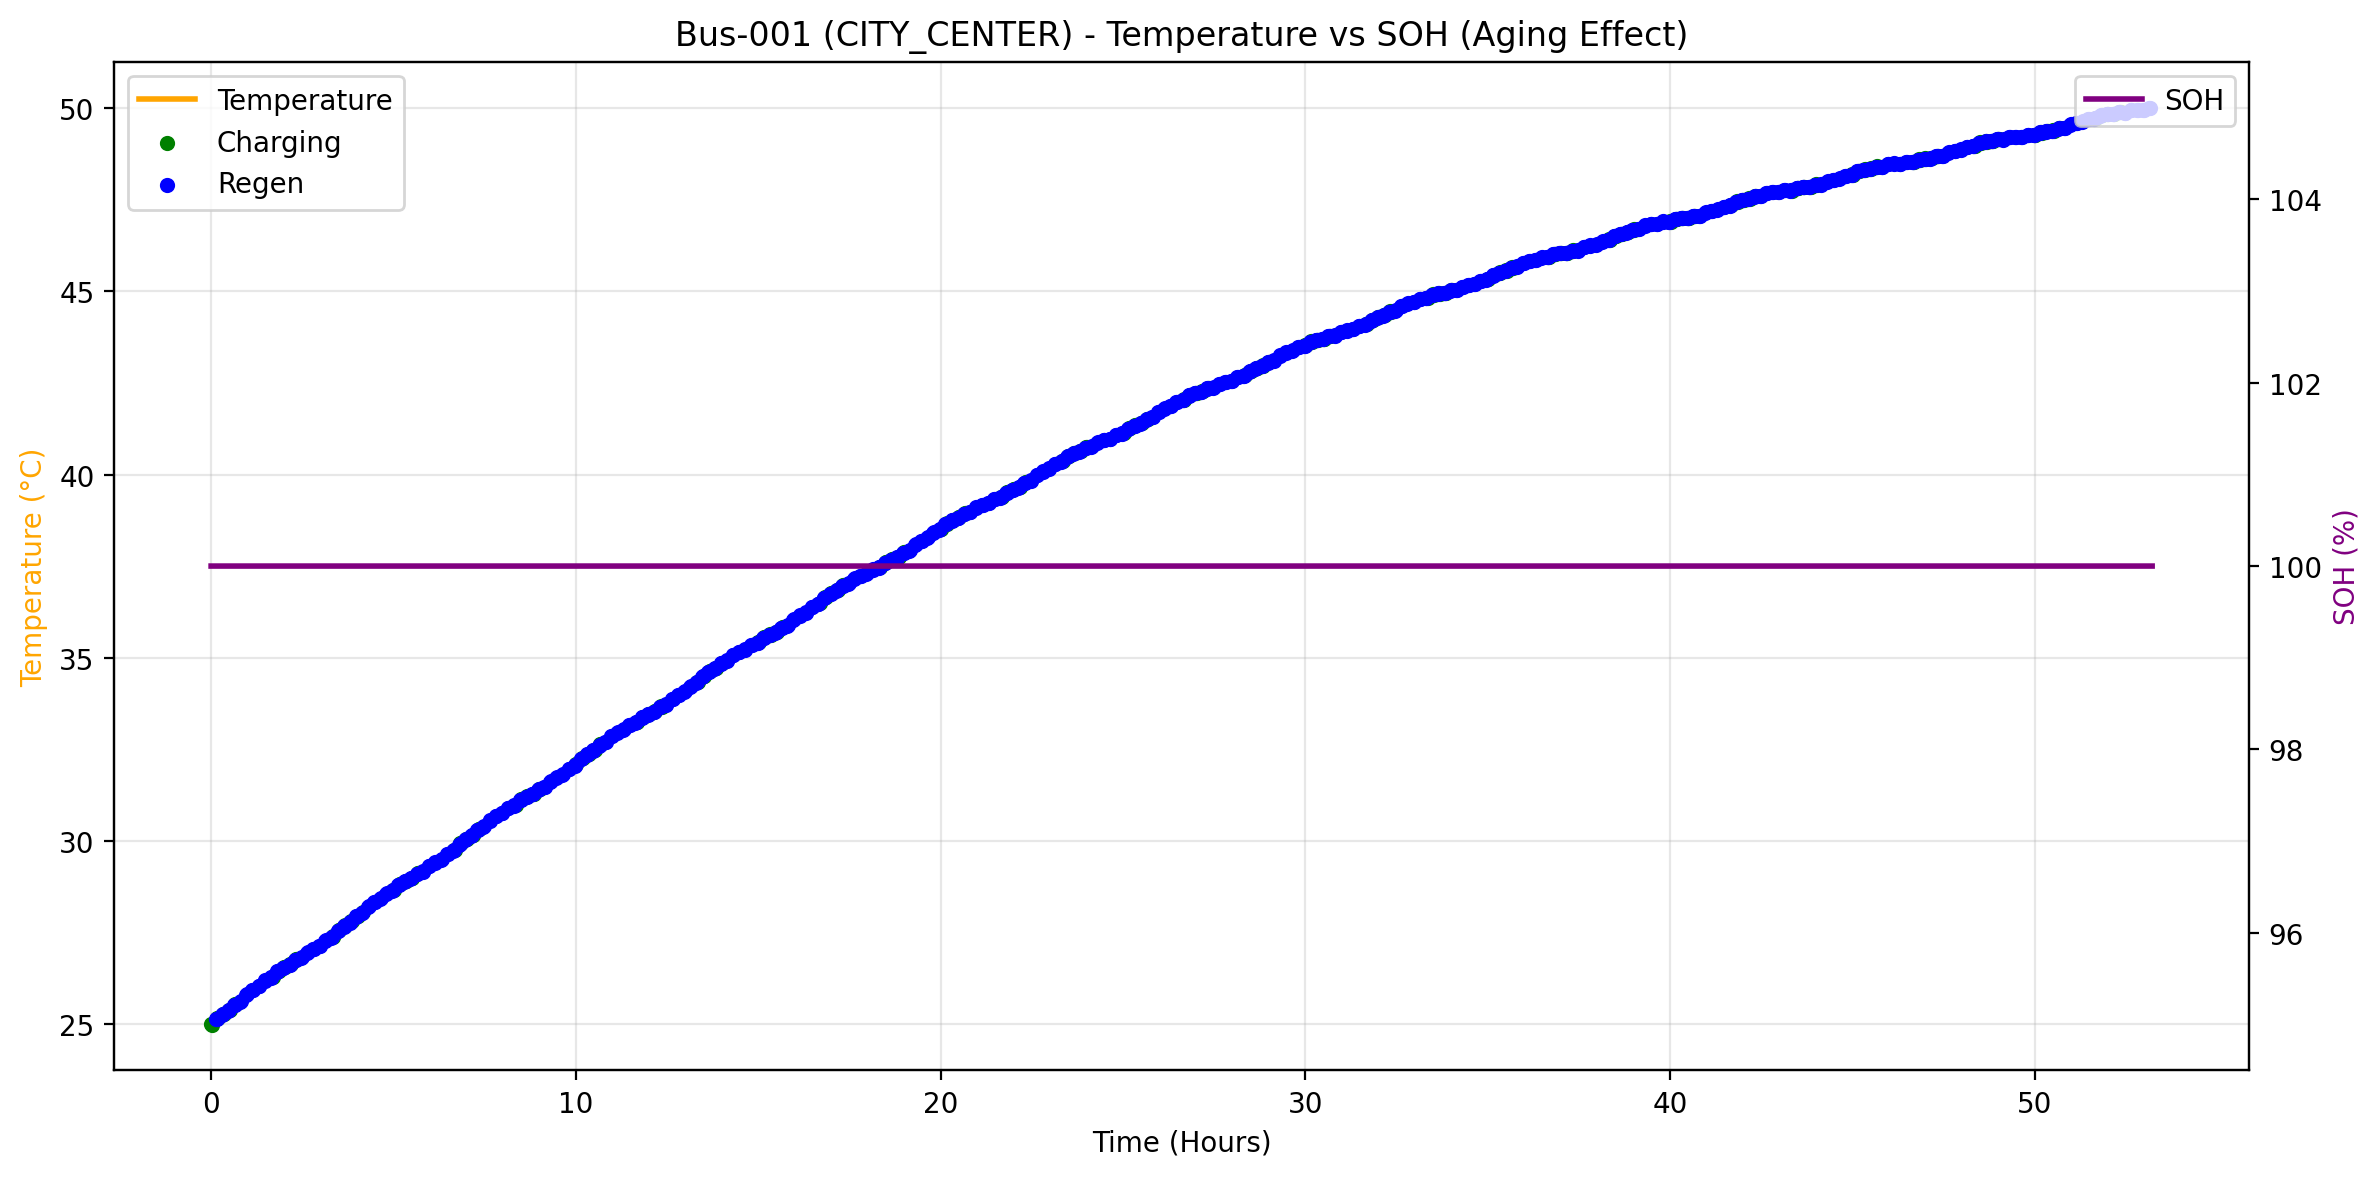 Bus-001 (CITY_CENTER) - Temperature vs SOH (Aging Effect)
Temperature
Charging
Regen
SOH
50
45
40
35
30
25
Temperature (°C)
104
102
100
98
96
SOH (%)
0 10 20 30 40 50
Time (Hours)